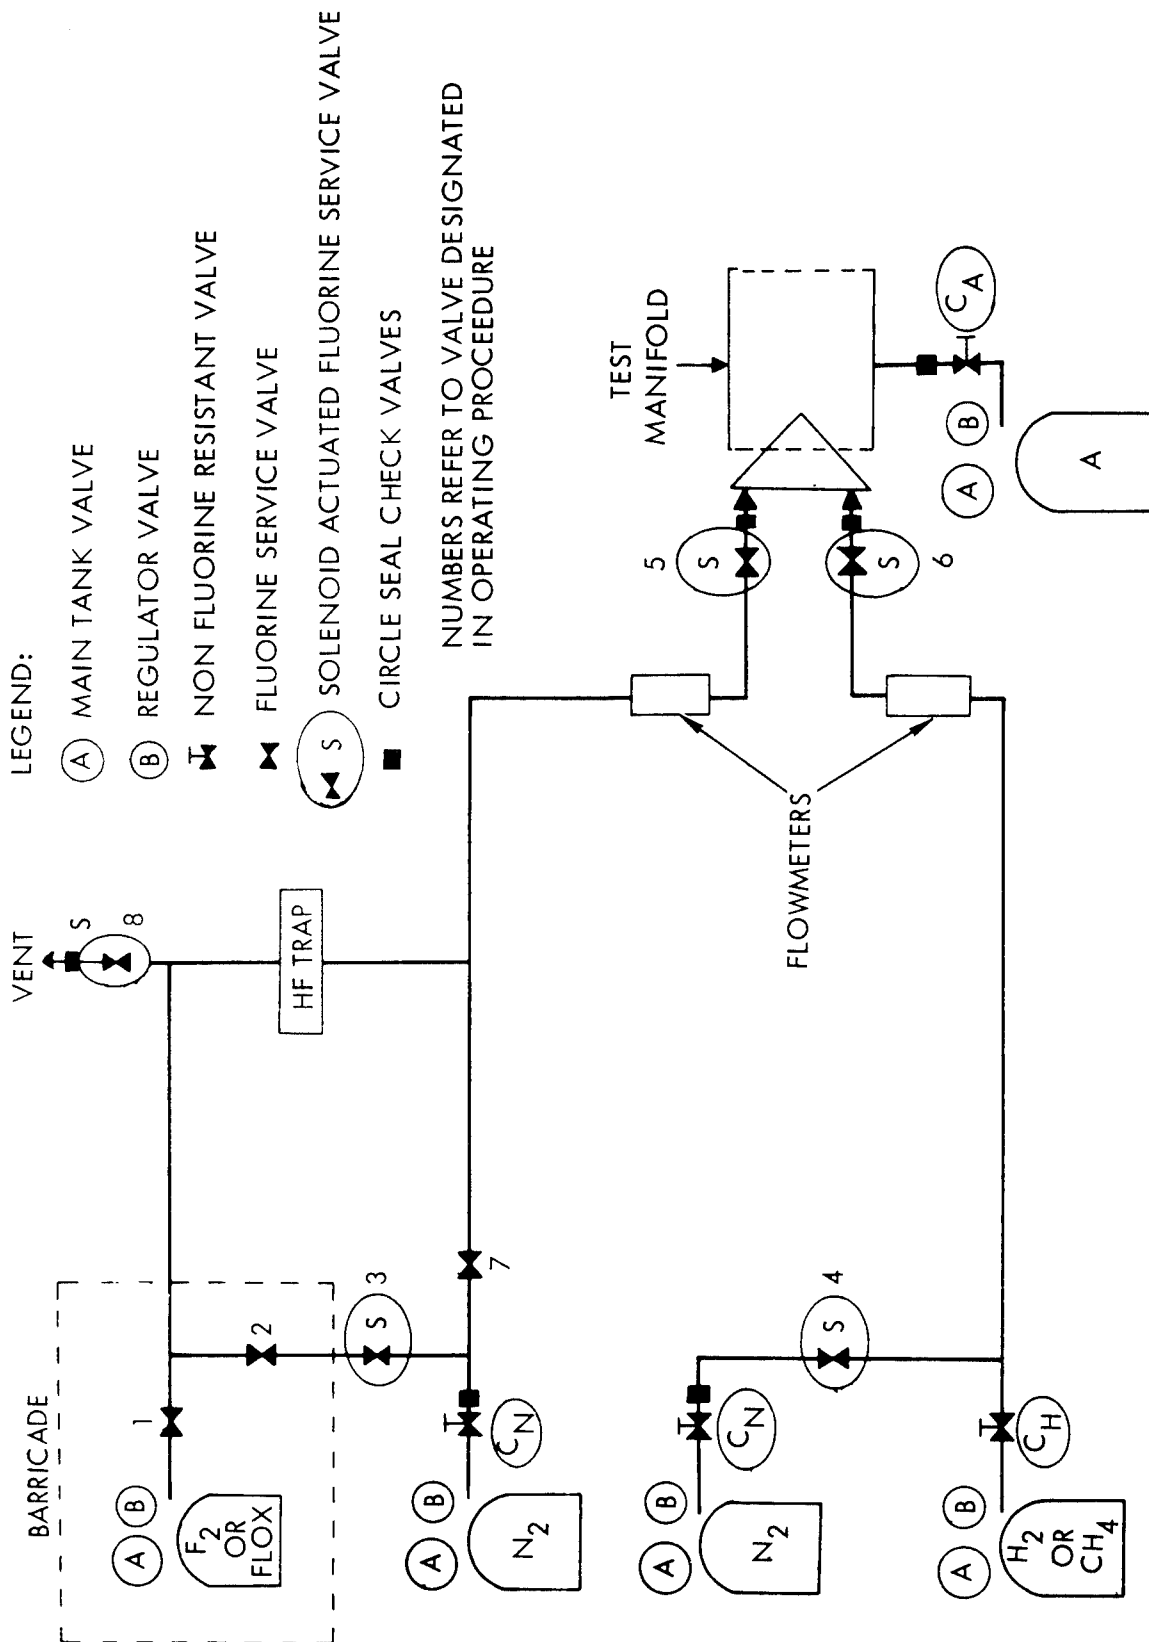 LEGEND:
A MAIN TANK VALVE
B REGULATOR VALVE
NON FLUORINE RESISTANT VALVE
FLUORINE SERVICE VALVE
S SOLENOID ACTUATED FLUORINE SERVICE VALVE
CIRCLE SEAL CHECK VALVES
NUMBERS REFER TO VALVE DESIGNATED
IN OPERATING PROCEEDURE
VENT
S
8
HF TRAP
BARRICADE
1
2
A
B
F2
OR
FLOX
S
3
7
A
B
CN
N2
FLOWMETERS
5
S
S
6
TEST
MANIFOLD
CA
A
B
A
S
4
A
B
CN
N2
A
B
CH
H2
OR
CH4